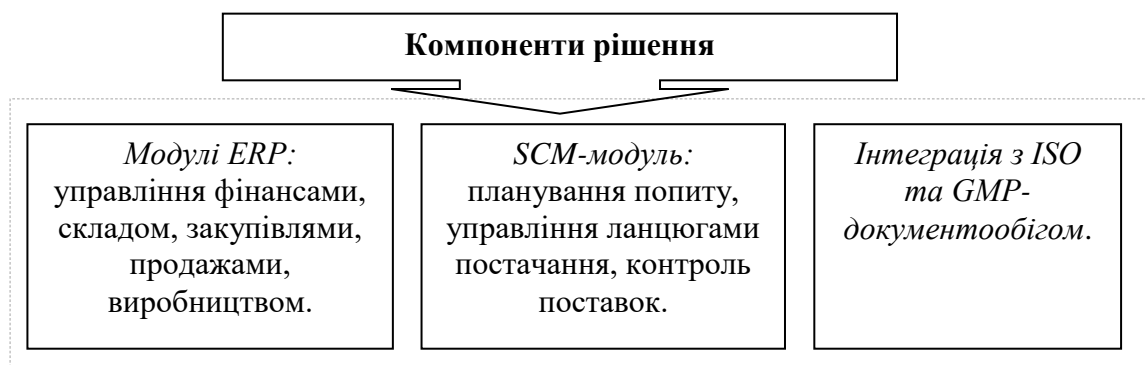 Компоненти рішення
Модулі ERP:
управління фінансами,
складом, закупівлями,
продажами,
виробництвом.
SCM-модуль:
планування попиту,
управління ланцюгами
постачання, контроль
поставок.
Інтеграція з ISO
та GMP-
документообігом.